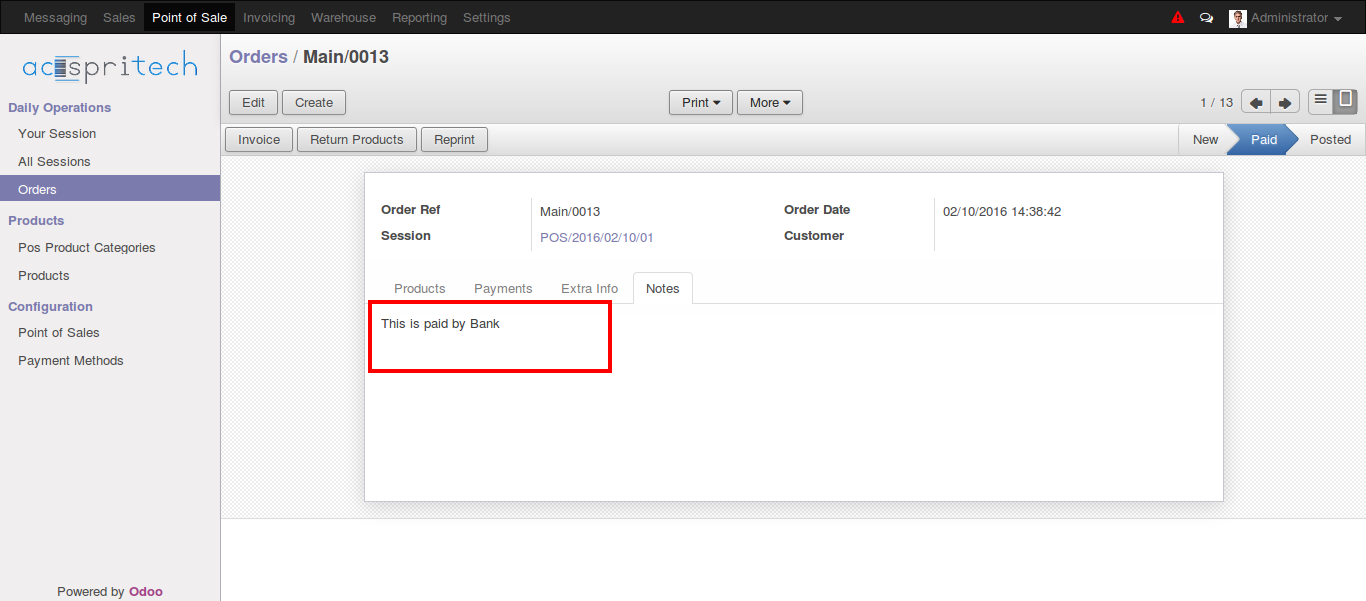 Messaging Sales Point of Sale Invoicing Warehouse Reporting Settings Administrator
acespritech
Daily Operations
Your Session
All Sessions
Orders
Products
Pos Product Categories
Products
Configuration
Point of Sales
Payment Methods
Powered by Odoo
Orders / Main/0013
Edit Create Print More 1 / 13
Invoice Return Products Reprint New Paid Posted
Order Ref Main/0013 Order Date 02/10/2016 14:38:42
Session POS/2016/02/10/01 Customer
Products Payments Extra Info Notes
This is paid by Bank